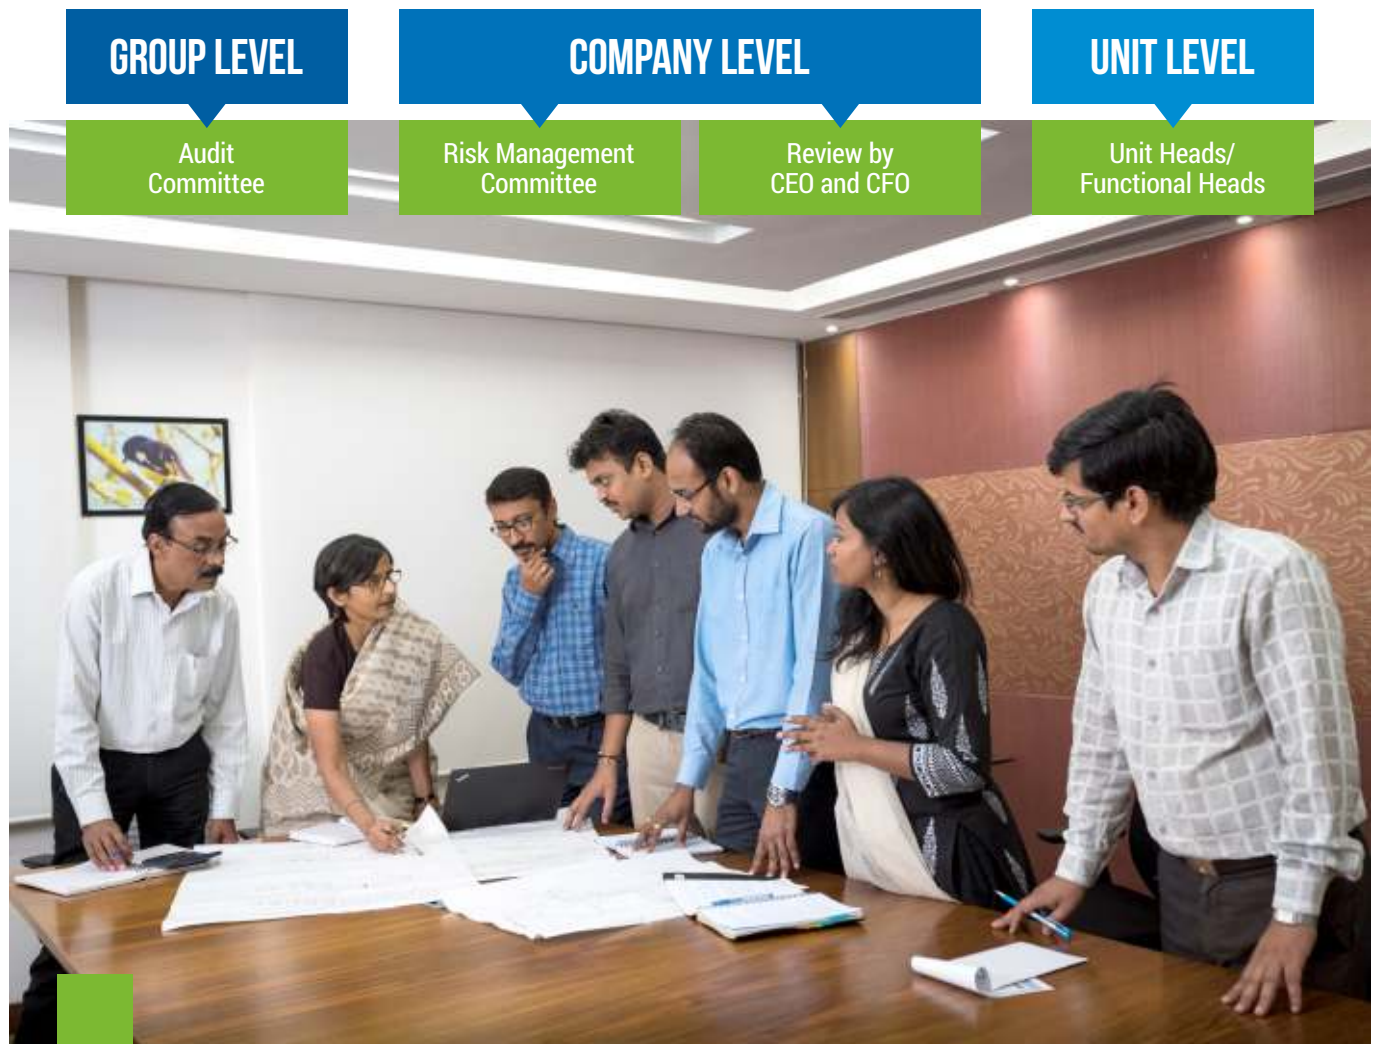 GROUP LEVEL
COMPANY LEVEL
UNIT LEVEL
Audit
Committee
Risk Management
Committee
Review by
CEO and CFO
Unit Heads/
Functional Heads